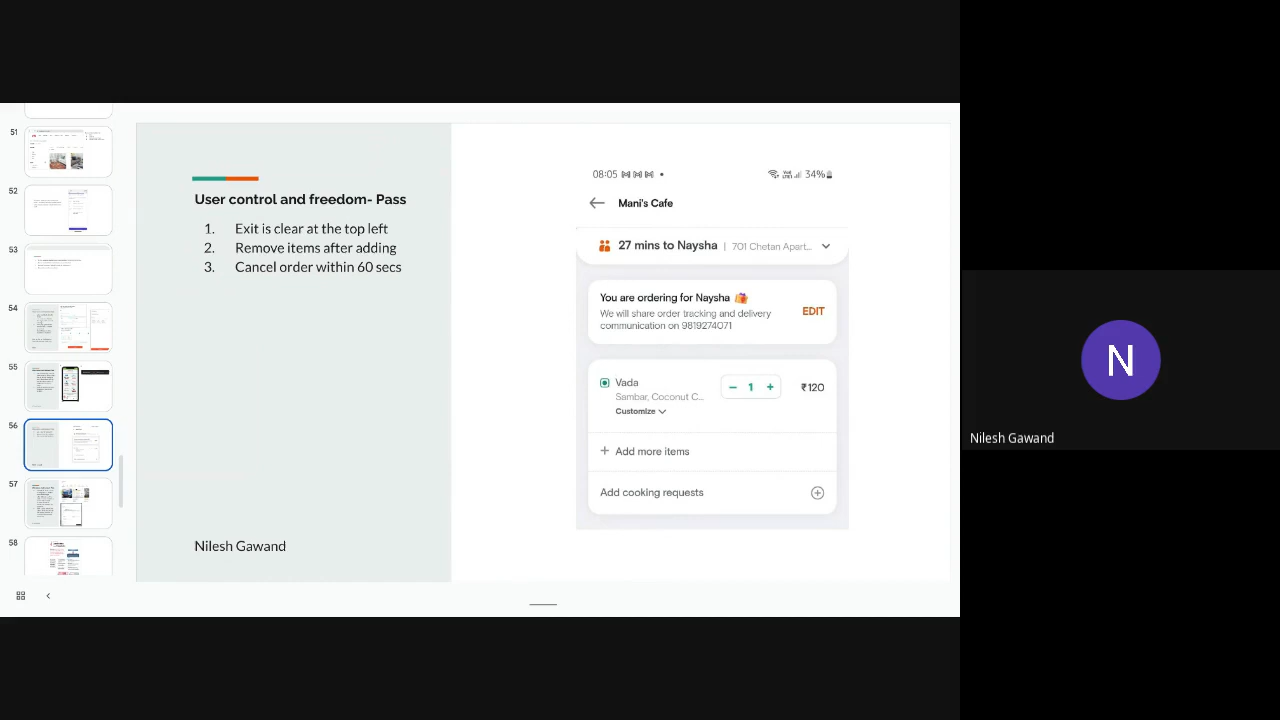 51
52
53
54
55
56
57
58
User control and freedom- Pass
1. Exit is clear at the top left
2. Remove items after adding
3. Cancel order within 60 secs
Nilesh Gawand
08:05
34%
Mani's Cafe
27 mins to Naysha | 701 Chetan Apart...
You are ordering for Naysha
We will share order tracking and delivery
communication on 9819274071
EDIT
Vada
Sambar, Coconut C...
Customize
− 1 +
₹120
+ Add more items
Add cooking requests
N
Nilesh Gawand